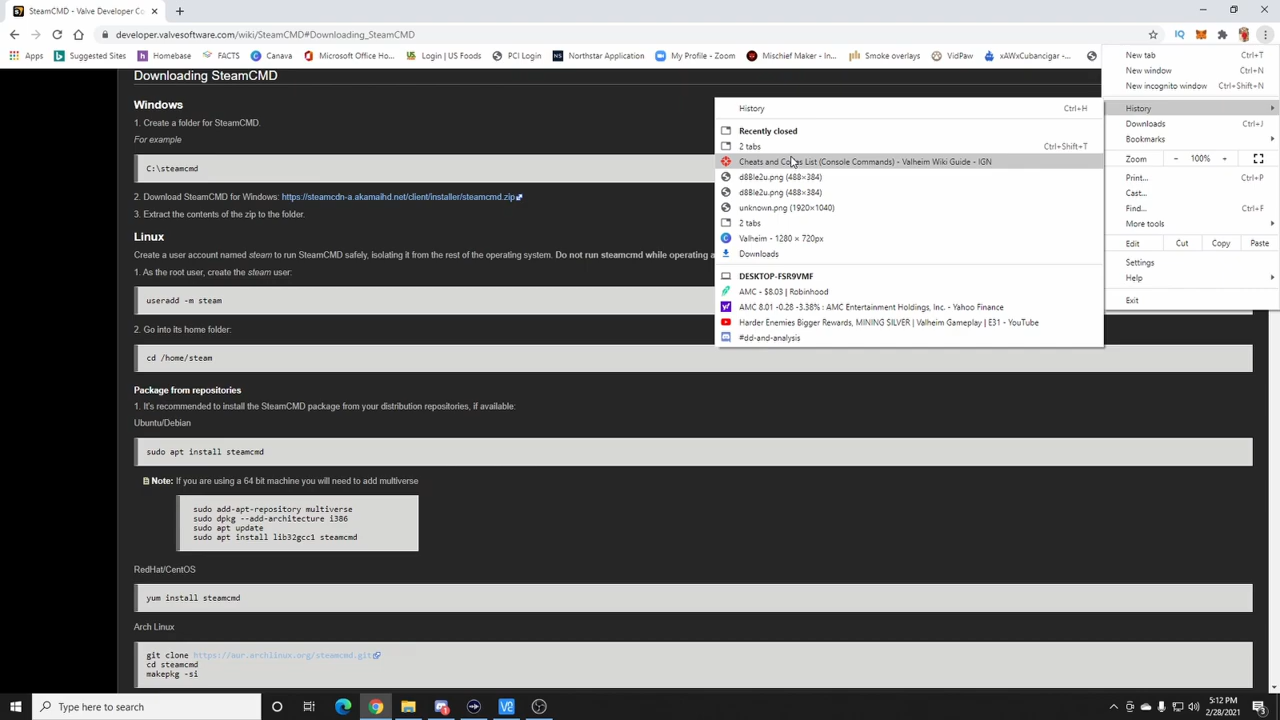 SteamCMD - Valve Developer Co
developer.valvesoftware.com/wiki/SteamCMD#Downloading_SteamCMD
Apps
Suggested Sites
Homebase
FACTS
Canva
Microsoft Office Ho...
Login | US Foods
PCI Login
Northstar Application
My Profile - Zoom
Mischief Maker - In...
Smoke overlays
VidPaw
xAWxCubancigar -...
Downloading SteamCMD
Windows
1. Create a folder for SteamCMD.
For example
C:\steamcmd
2. Download SteamCMD for Windows: https://steamcdn-a.akamaihd.net/client/installer/steamcmd.zip
3. Extract the contents of the zip to the folder.
Linux
Create a user account named steam to run SteamCMD safely, isolating it from the rest of the operating system. Do not run steamcmd while operating a
1. As the root user, create the steam user:
useradd -m steam
2. Go into its home folder:
cd /home/steam
Package from repositories
1. It's recommended to install the SteamCMD package from your distribution repositories, if available:
Ubuntu/Debian
sudo apt install steamcmd
Note: If you are using a 64 bit machine you will need to add multiverse
sudo add-apt-repository multiverse
sudo dpkg --add-architecture i386
sudo apt update
sudo apt install lib32gcc1 steamcmd
RedHat/CentOS
yum install steamcmd
Arch Linux
git clone https://aur.archlinux.org/steamcmd.git
cd steamcmd
makepkg -si
History Ctrl+H
Recently closed
2 tabs Ctrl+Shift+T
Cheats and Codes List (Console Commands) - Valheim Wiki Guide - IGN
d8Ble2u.png (488×384)
d8Ble2u.png (488×384)
unknown.png (1920×1040)
2 tabs
Valheim - 1280 × 720px
Downloads
DESKTOP-FSR9VMF
AMC - $8.03 | Robinhood
AMC 8.01 -0.28 -3.38% : AMC Entertainment Holdings, Inc. - Yahoo Finance
Harder Enemies Bigger Rewards, MINING SILVER | Valheim Gameplay | E31 - YouTube
#dd-and-analysis
New tab Ctrl+T
New window Ctrl+N
New incognito window Ctrl+Shift+N
History
Downloads Ctrl+J
Bookmarks
Zoom - 100% +
Print... Ctrl+P
Cast...
Find... Ctrl+F
More tools
Edit Cut Copy Paste
Settings
Help
Exit
Type here to search
5:12 PM
2/28/2021